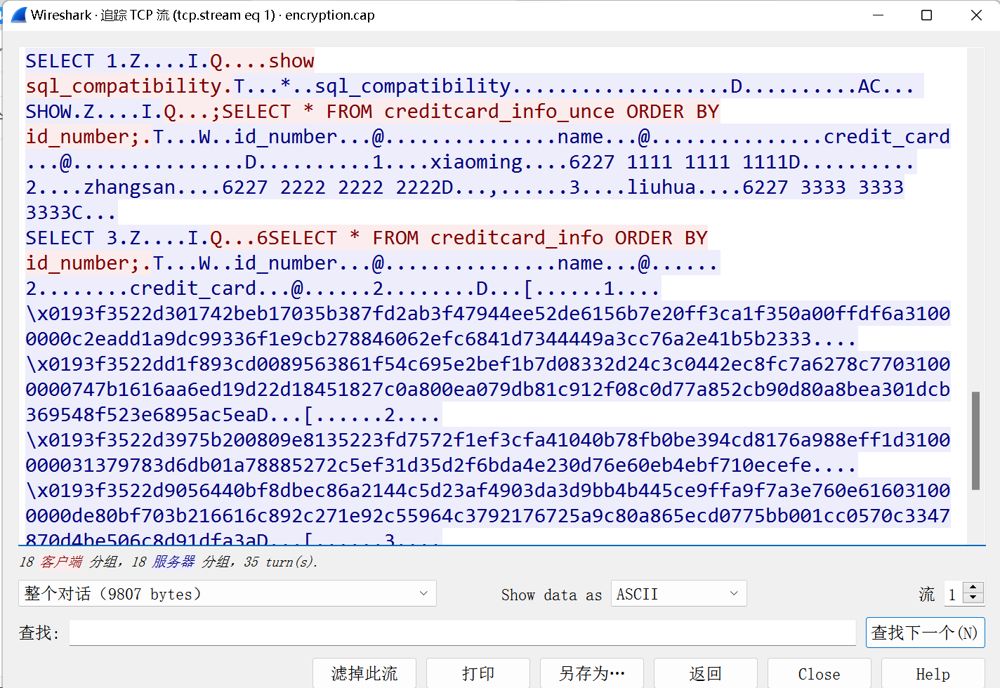 Wireshark · 追踪 TCP 流 (tcp.stream eq 1) · encryption.cap
SELECT 1.Z....I.Q....show
sql_compatibility.T...*..sql_compatibility...................D..........AC...
SHOW.Z....I.Q...;SELECT * FROM creditcard_info_unce ORDER BY
id_number;.T...W..id_number...@...............name...@...............credit_card
...@...............D..........1....xiaoming....6227 1111 1111 1111D..........
2....zhangsan....6227 2222 2222 2222D...,......3....liuhua....6227 3333 3333
3333C...
SELECT 3.Z....I.Q...6SELECT * FROM creditcard_info ORDER BY
id_number;.T...W..id_number...@...............name...@......
2........credit_card...@......2........D...[......1....
\x0193f3522d301742beb17035b387fd2ab3f47944ee52de6156b7e20ff3ca1f350a00ffdf6a3100
0000c2eadd1a9dc99336f1e9cb278846062efc6841d7344449a3cc76a2e41b5b2333....
\x0193f3522dd1f893cd0089563861f54c695e2bef1b7d08332d24c3c0442ec8fc7a6278c7703100
0000747b1616aa6ed19d22d18451827c0a800ea079db81c912f08c0d77a852cb90d80a8bea301dcb
369548f523e6895ac5eaD...[......2....
\x0193f3522d3975b200809e8135223fd7572f1ef3cfa41040b78fb0be394cd8176a988eff1d3100
000031379783d6db01a78885272c5ef31d35d2f6bda4e230d76e60eb4ebf710ecefe....
\x0193f3522d9056440bf8dbec86a2144c5d23af4903da3d9bb4b445ce9ffa9f7a3e760e61603100
0000de80bf703b216616c892c271e92c55964c3792176725a9c80a865ecd0775bb001cc0570c3347
870d4be506c8d91dfa3aD...[......3....
18 客户端 分组, 18 服务器 分组, 35 turn(s).
整个对话 (9807 bytes)
Show data as ASCII
流 1
查找:
查找下一个(N)
滤掉此流 打印 另存为… 返回 Close Help